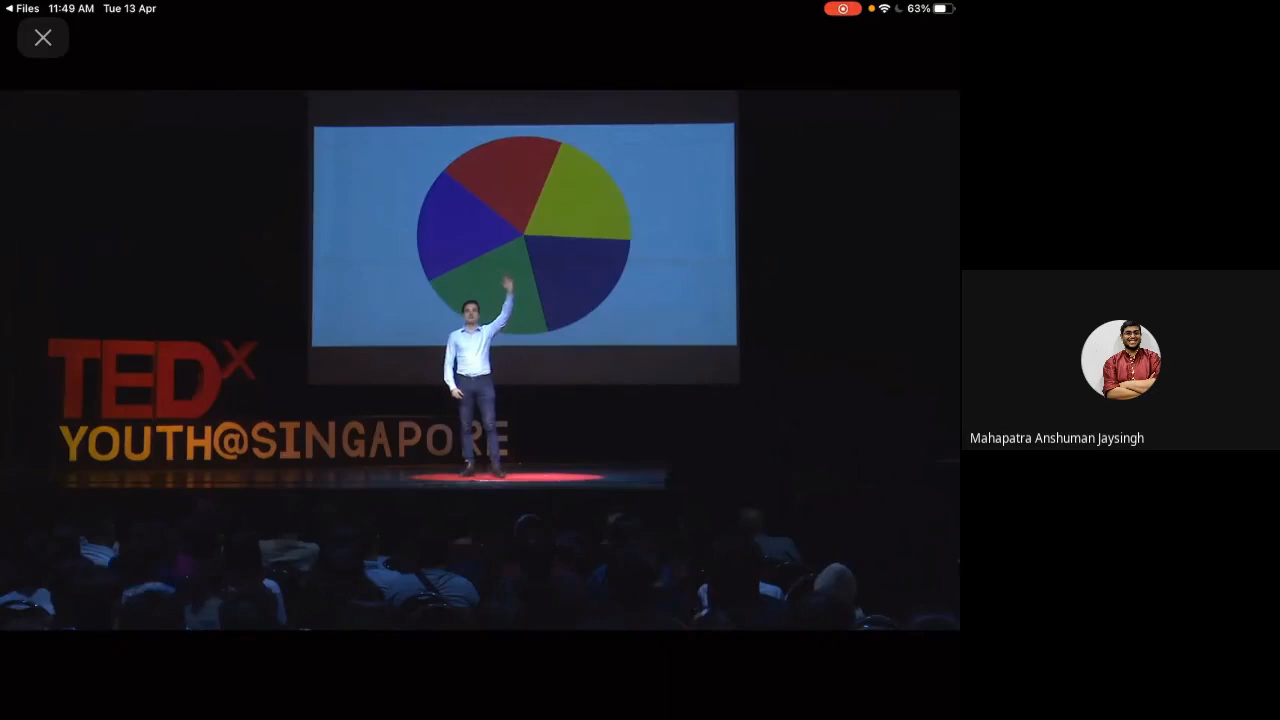 Files 11:49 AM Tue 13 Apr
63%
TEDx
YOUTH@SINGAPORE
Mahapatra Anshuman Jaysingh